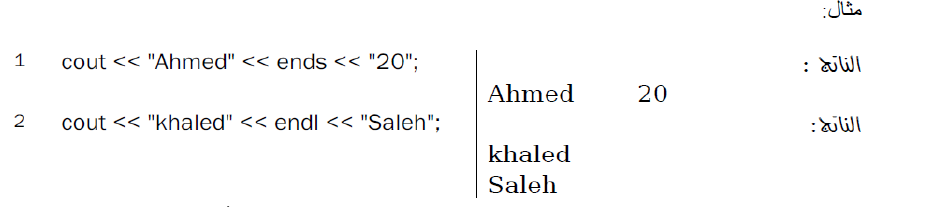 مثال:
1 cout << "Ahmed" << ends << "20";
الناتج :
Ahmed 20
2 cout << "khaled" << endl << "Saleh";
الناتج:
khaled
Saleh